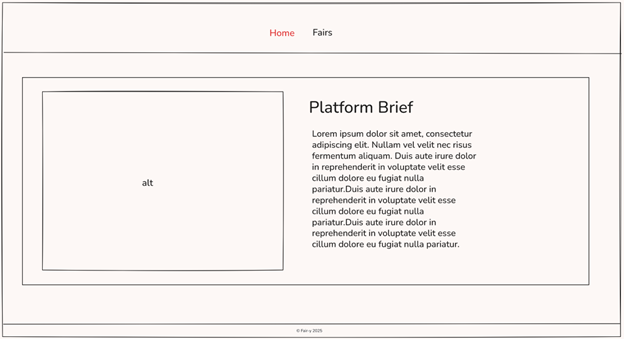 Home Fairs
Platform Brief
Lorem ipsum dolor sit amet, consectetur
adipiscing elit. Nullam vel velit nec risus
fermentum aliquam. Duis aute irure dolor
in reprehenderit in voluptate velit esse
cillum dolore eu fugiat nulla
pariatur.Duis aute irure dolor in
reprehenderit in voluptate velit esse
cillum dolore eu fugiat nulla
pariatur.Duis aute irure dolor in
reprehenderit in voluptate velit esse
cillum dolore eu fugiat nulla pariatur.
alt
© Fair-y 2025